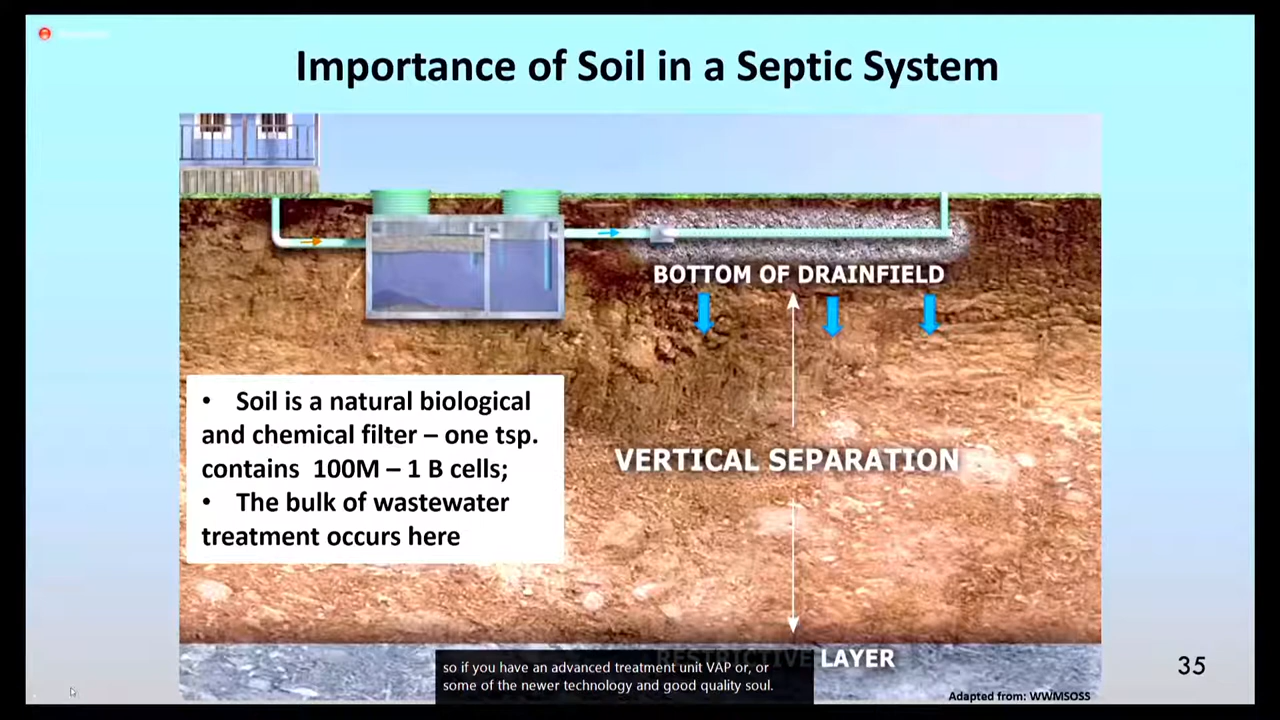 Importance of Soil in a Septic System
BOTTOM OF DRAINFIELD
VERTICAL SEPARATION
• Soil is a natural biological
and chemical filter – one tsp.
contains 100M – 1 B cells;
• The bulk of wastewater
treatment occurs here
RESTRICTIVE LAYER
so if you have an advanced treatment unit VAP or, or
some of the newer technology and good quality soul.
Adapted from: WWMSOSS
35